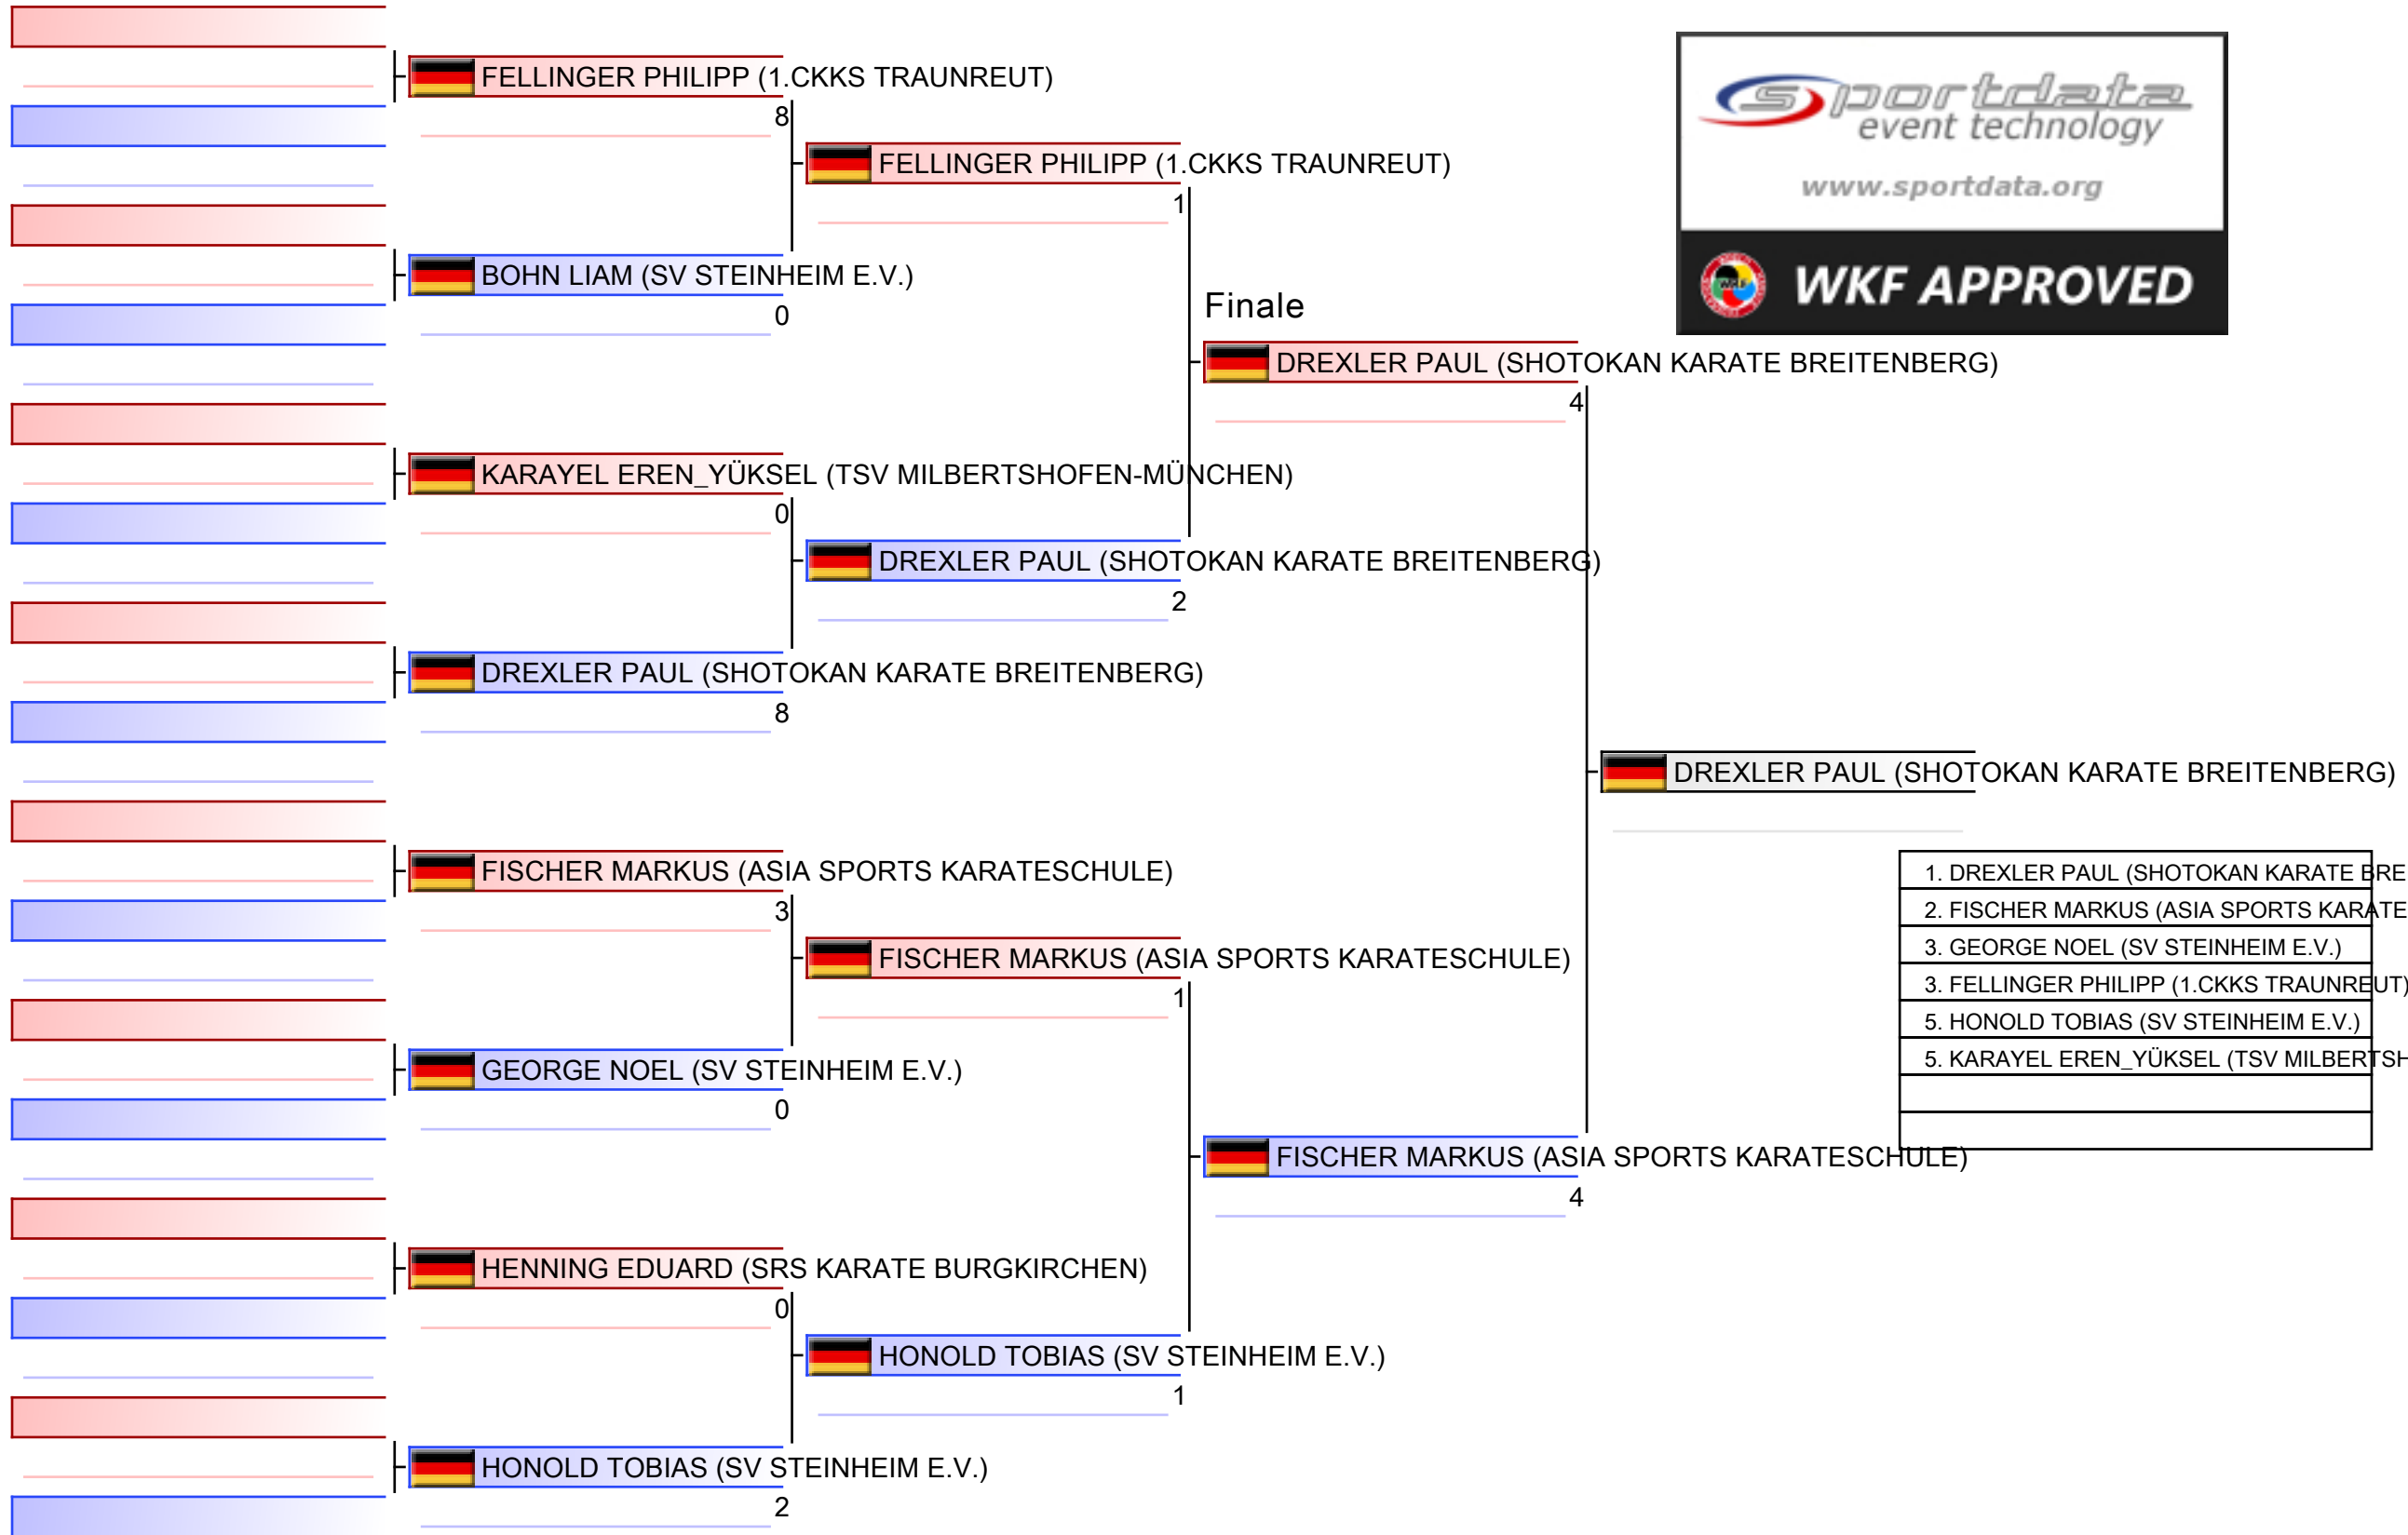 FELLINGER PHILIPP (1.CKKS TRAUNREUT)
8
FELLINGER PHILIPP (1.CKKS TRAUNREUT)
1
BOHN LIAM (SV STEINHEIM E.V.)
0
Finale
DREXLER PAUL (SHOTOKAN KARATE BREITENBERG)
4
KARAYEL EREN_YÜKSEL (TSV MILBERTSHOFEN-MÜNCHEN)
0
DREXLER PAUL (SHOTOKAN KARATE BREITENBERG)
2
DREXLER PAUL (SHOTOKAN KARATE BREITENBERG)
8
DREXLER PAUL (SHOTOKAN KARATE BREITENBERG)
FISCHER MARKUS (ASIA SPORTS KARATESCHULE)
3
FISCHER MARKUS (ASIA SPORTS KARATESCHULE)
1
GEORGE NOEL (SV STEINHEIM E.V.)
0
FISCHER MARKUS (ASIA SPORTS KARATESCHULE)
4
HENNING EDUARD (SRS KARATE BURGKIRCHEN)
0
HONOLD TOBIAS (SV STEINHEIM E.V.)
1
HONOLD TOBIAS (SV STEINHEIM E.V.)
2
sportdata
event technology
www.sportdata.org
WKF
WKF APPROVED
1. DREXLER PAUL (SHOTOKAN KARATE BRE
2. FISCHER MARKUS (ASIA SPORTS KARATE
3. GEORGE NOEL (SV STEINHEIM E.V.)
3. FELLINGER PHILIPP (1.CKKS TRAUNREUT)
5. HONOLD TOBIAS (SV STEINHEIM E.V.)
5. KARAYEL EREN_YÜKSEL (TSV MILBERTSH